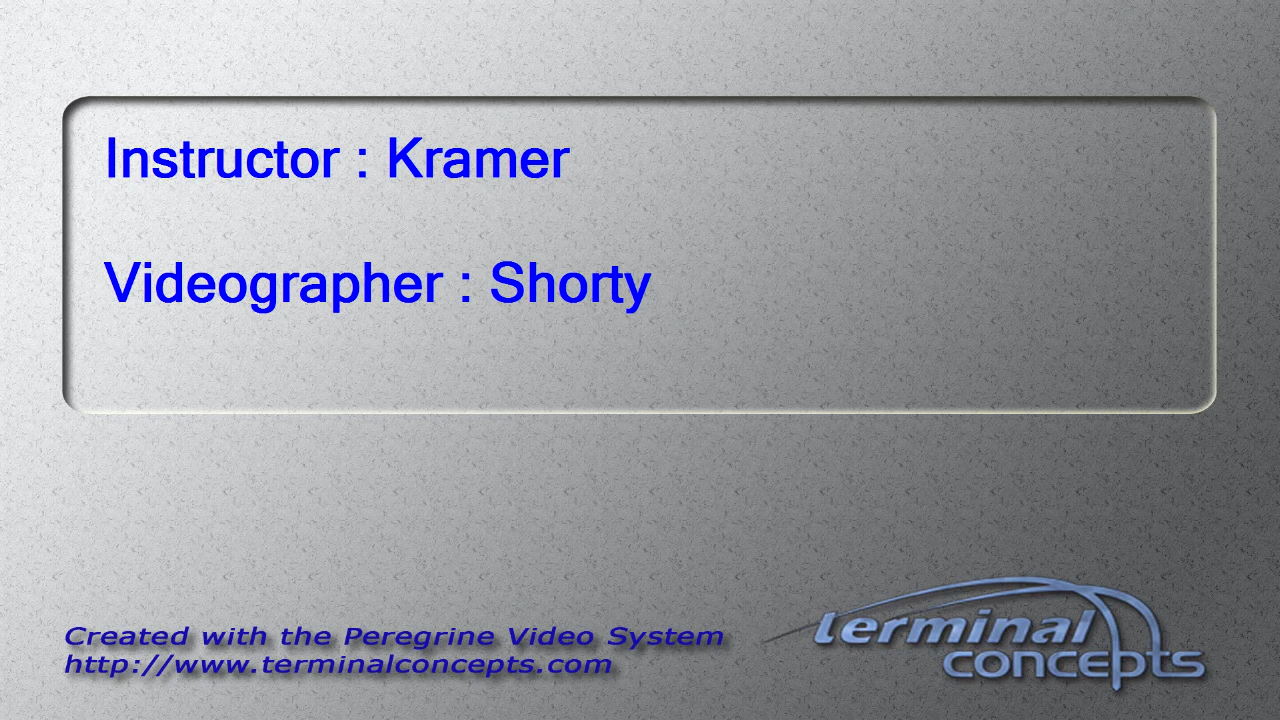 Instructor : Kramer
Videographer : Shorty
Created with the Peregrine Video System
http://www.terminalconcepts.com
terminal
concepts